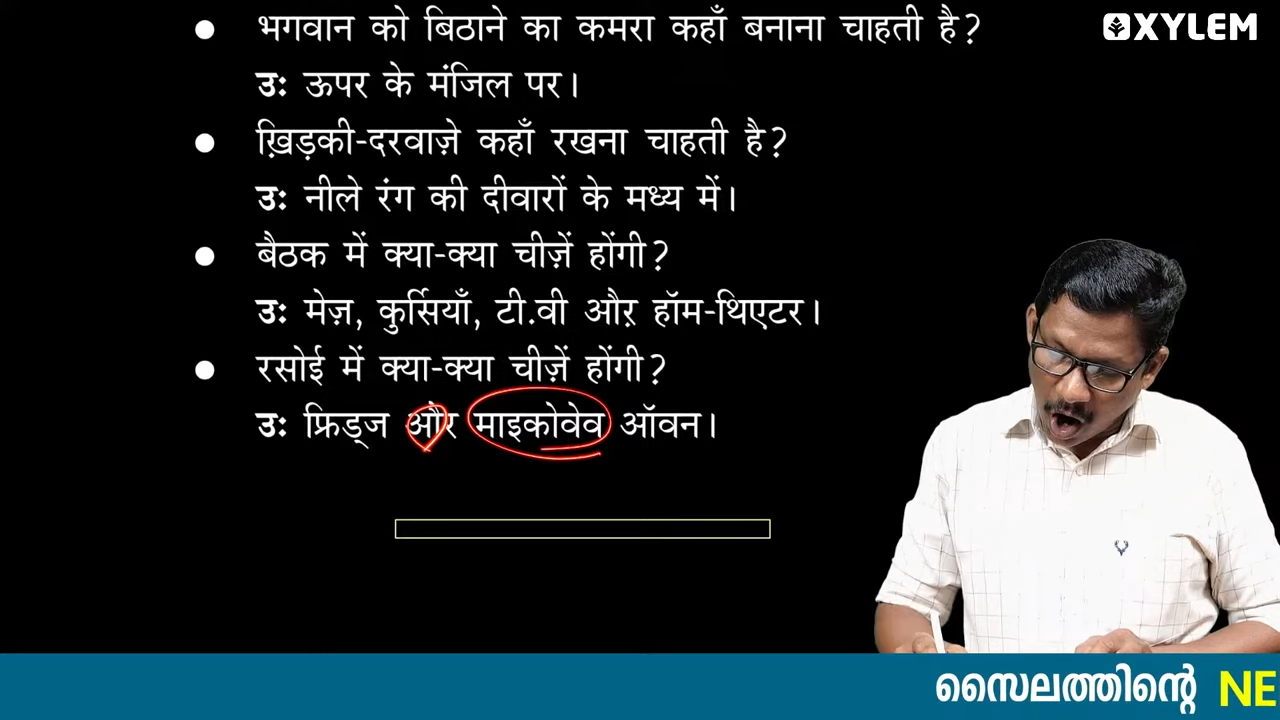 XYLEM
● भगवान को बिठाने का कमरा कहाँ बनाना चाहती है?
उः ऊपर के मंजिल पर।
● ख़िड़की-दरवाज़े कहाँ रखना चाहती है?
उः नीले रंग की दीवारों के मध्य में।
● बैठक में क्या-क्या चीज़ें होंगी?
उः मेज़, कुर्सियाँ, टी.वी औऱ हॉम-थिएटर।
● रसोई में क्या-क्या चीज़ें होंगी?
उः फ्रिड्ज और माइकोवेव ऑवन।
സൈലത്തിന്റെ NE